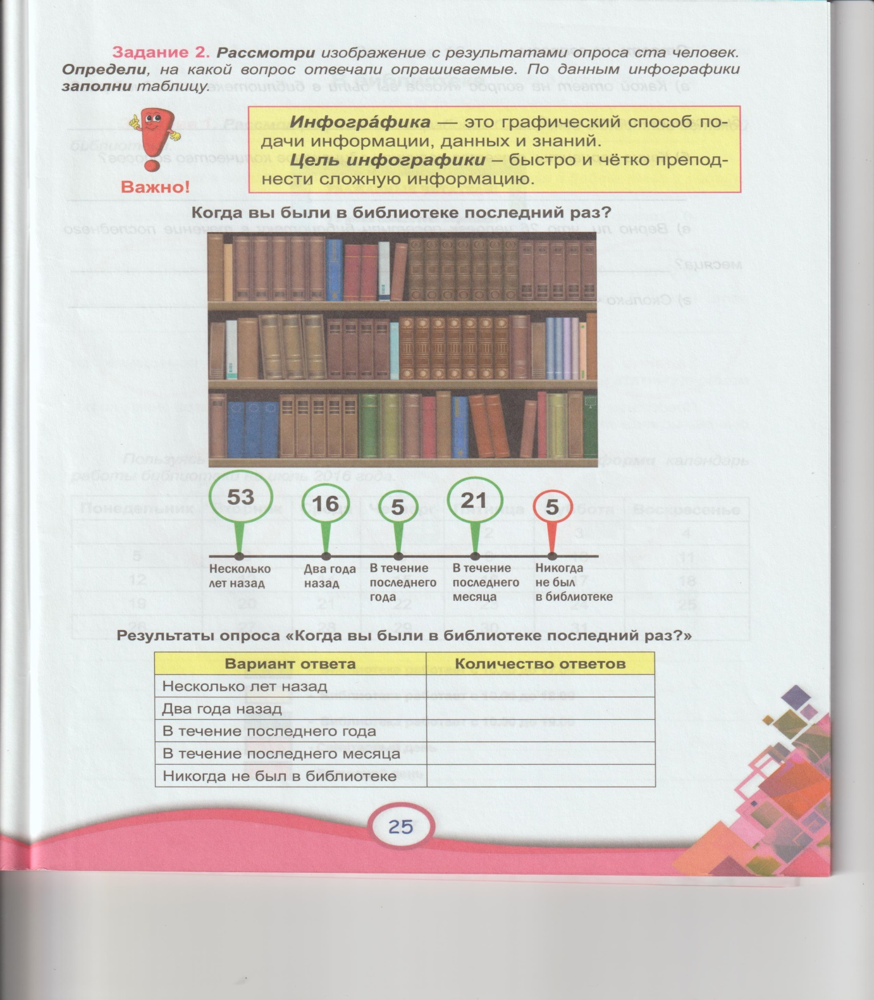 Задание 2. Рассмотри изображение с результатами опроса ста человек.
Определи, на какой вопрос отвечали опрашиваемые. По данным инфографики
заполни таблицу.
Важно!
Инфогра́фика — это графический способ по-
дачи информации, данных и знаний.
Цель инфографики – быстро и чётко препод-
нести сложную информацию.
Когда вы были в библиотеке последний раз?
53
16
5
21
5
Несколько
лет назад
Два года
назад
В течение
последнего
года
В течение
последнего
месяца
Никогда
не был
в библиотеке
Результаты опроса «Когда вы были в библиотеке последний раз?»
Вариант ответа Количество ответов
Несколько лет назад
Два года назад
В течение последнего года
В течение последнего месяца
Никогда не был в библиотеке
25